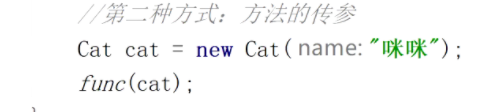 //第二种方式：方法的传参
Cat cat = new Cat( name: "咪咪");
func(cat);
}